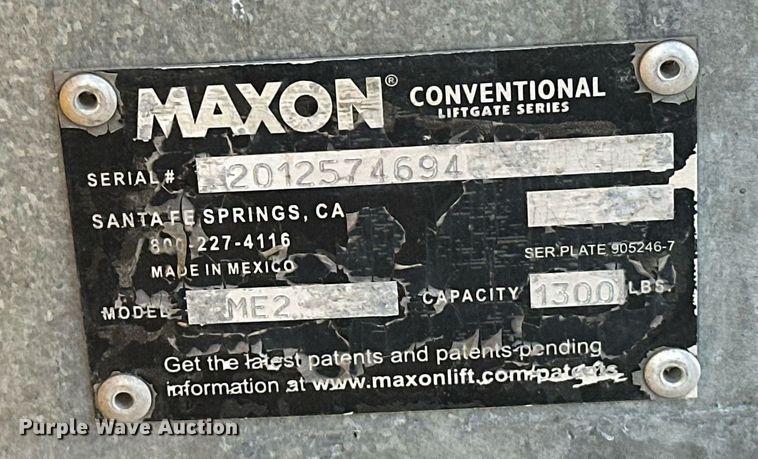 MAXON® CONVENTIONAL
LIFTGATE SERIES
SERIAL # 2012574694
SANTA FE SPRINGS, CA
800-227-4116
SER.PLATE 905246-7
MADE IN MEXICO
MODEL ME2 CAPACITY 1300 LBS.
Get the latest patents and patents-pending
information at www.maxonlift.com/patents
Purple Wave Auction